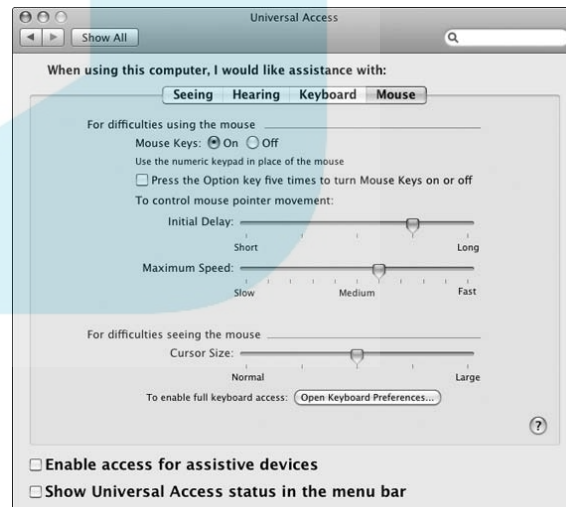 Universal Access
Show All
When using this computer, I would like assistance with:
Seeing Hearing Keyboard Mouse
For difficulties using the mouse
Mouse Keys: On Off
Use the numeric keypad in place of the mouse
Press the Option key five times to turn Mouse Keys on or off
To control mouse pointer movement:
Initial Delay:
Short Long
Maximum Speed:
Slow Medium Fast
For difficulties seeing the mouse
Cursor Size:
Normal Large
To enable full keyboard access: Open Keyboard Preferences...
?
Enable access for assistive devices
Show Universal Access status in the menu bar